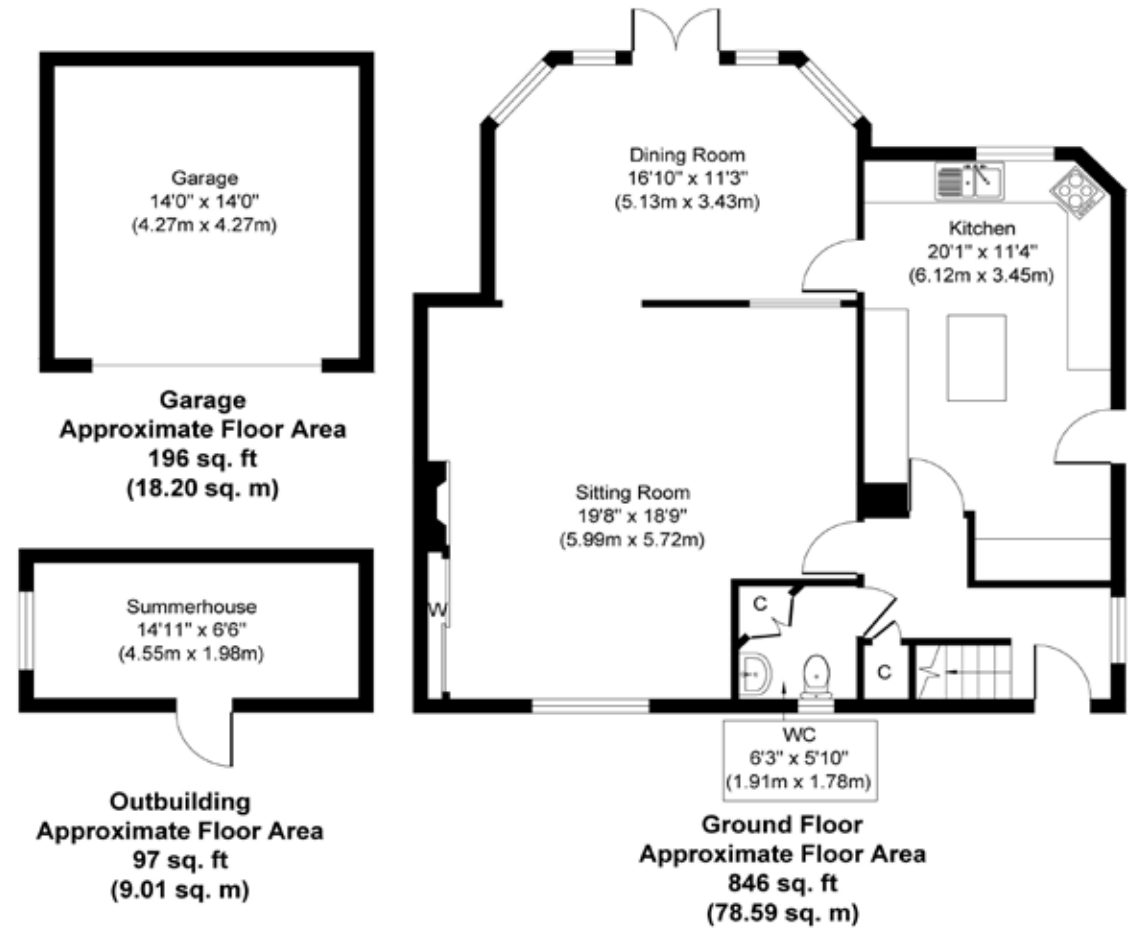 Garage
14'0" x 14'0"
(4.27m x 4.27m)
Garage
Approximate Floor Area
196 sq. ft
(18.20 sq. m)
Summerhouse
14'11" x 6'6"
(4.55m x 1.98m)
Outbuilding
Approximate Floor Area
97 sq. ft
(9.01 sq. m)
Dining Room
16'10" x 11'3"
(5.13m x 3.43m)
Kitchen
20'1" x 11'4"
(6.12m x 3.45m)
Sitting Room
19'8" x 18'9"
(5.99m x 5.72m)
W
C
C
WC
6'3" x 5'10"
(1.91m x 1.78m)
Ground Floor
Approximate Floor Area
846 sq. ft
(78.59 sq. m)